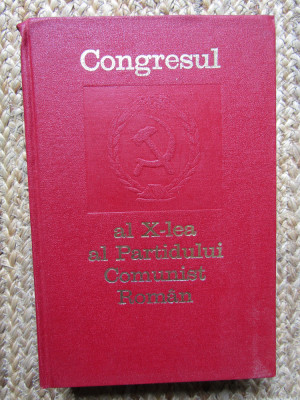 Congresul
al X-lea
al Partidului
Comunist
Român